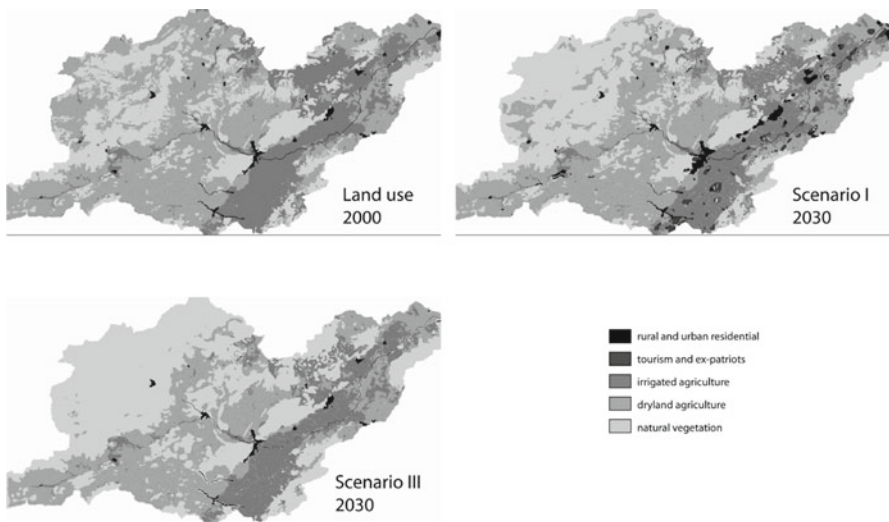 Land use
2000
Scenario I
2030
Scenario III
2030
rural and urban residential
tourism and ex-patriots
irrigated agriculture
dryland agriculture
natural vegetation